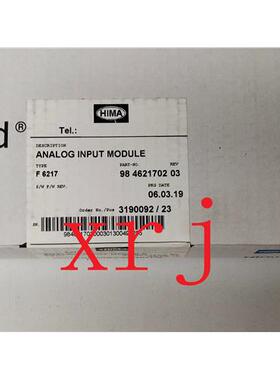 d®
HIMA
Tel.:
DESCRIPTION
ANALOG INPUT MODULE
TYPE PART-NO. REV
F 6217 98 4621702 03
S/W F/W REV. PRG DATE
06.03.19
Order No./Pos 3190092 / 23
xrj